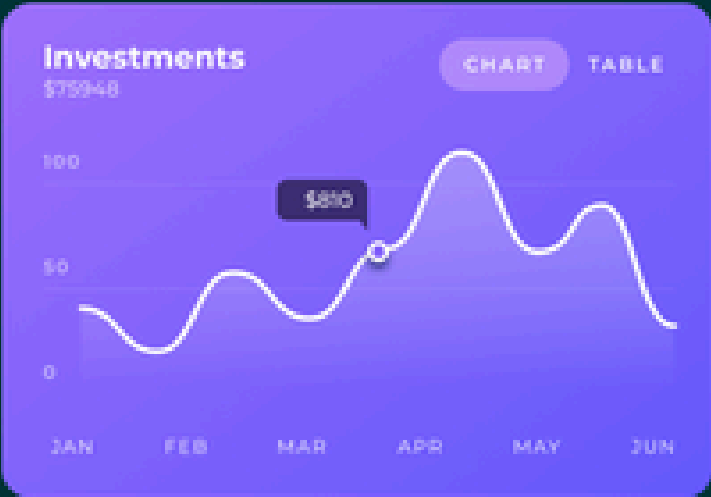 Investments
$75948
CHART TABLE
100
$810
50
0
JAN FEB MAR APR MAY JUN